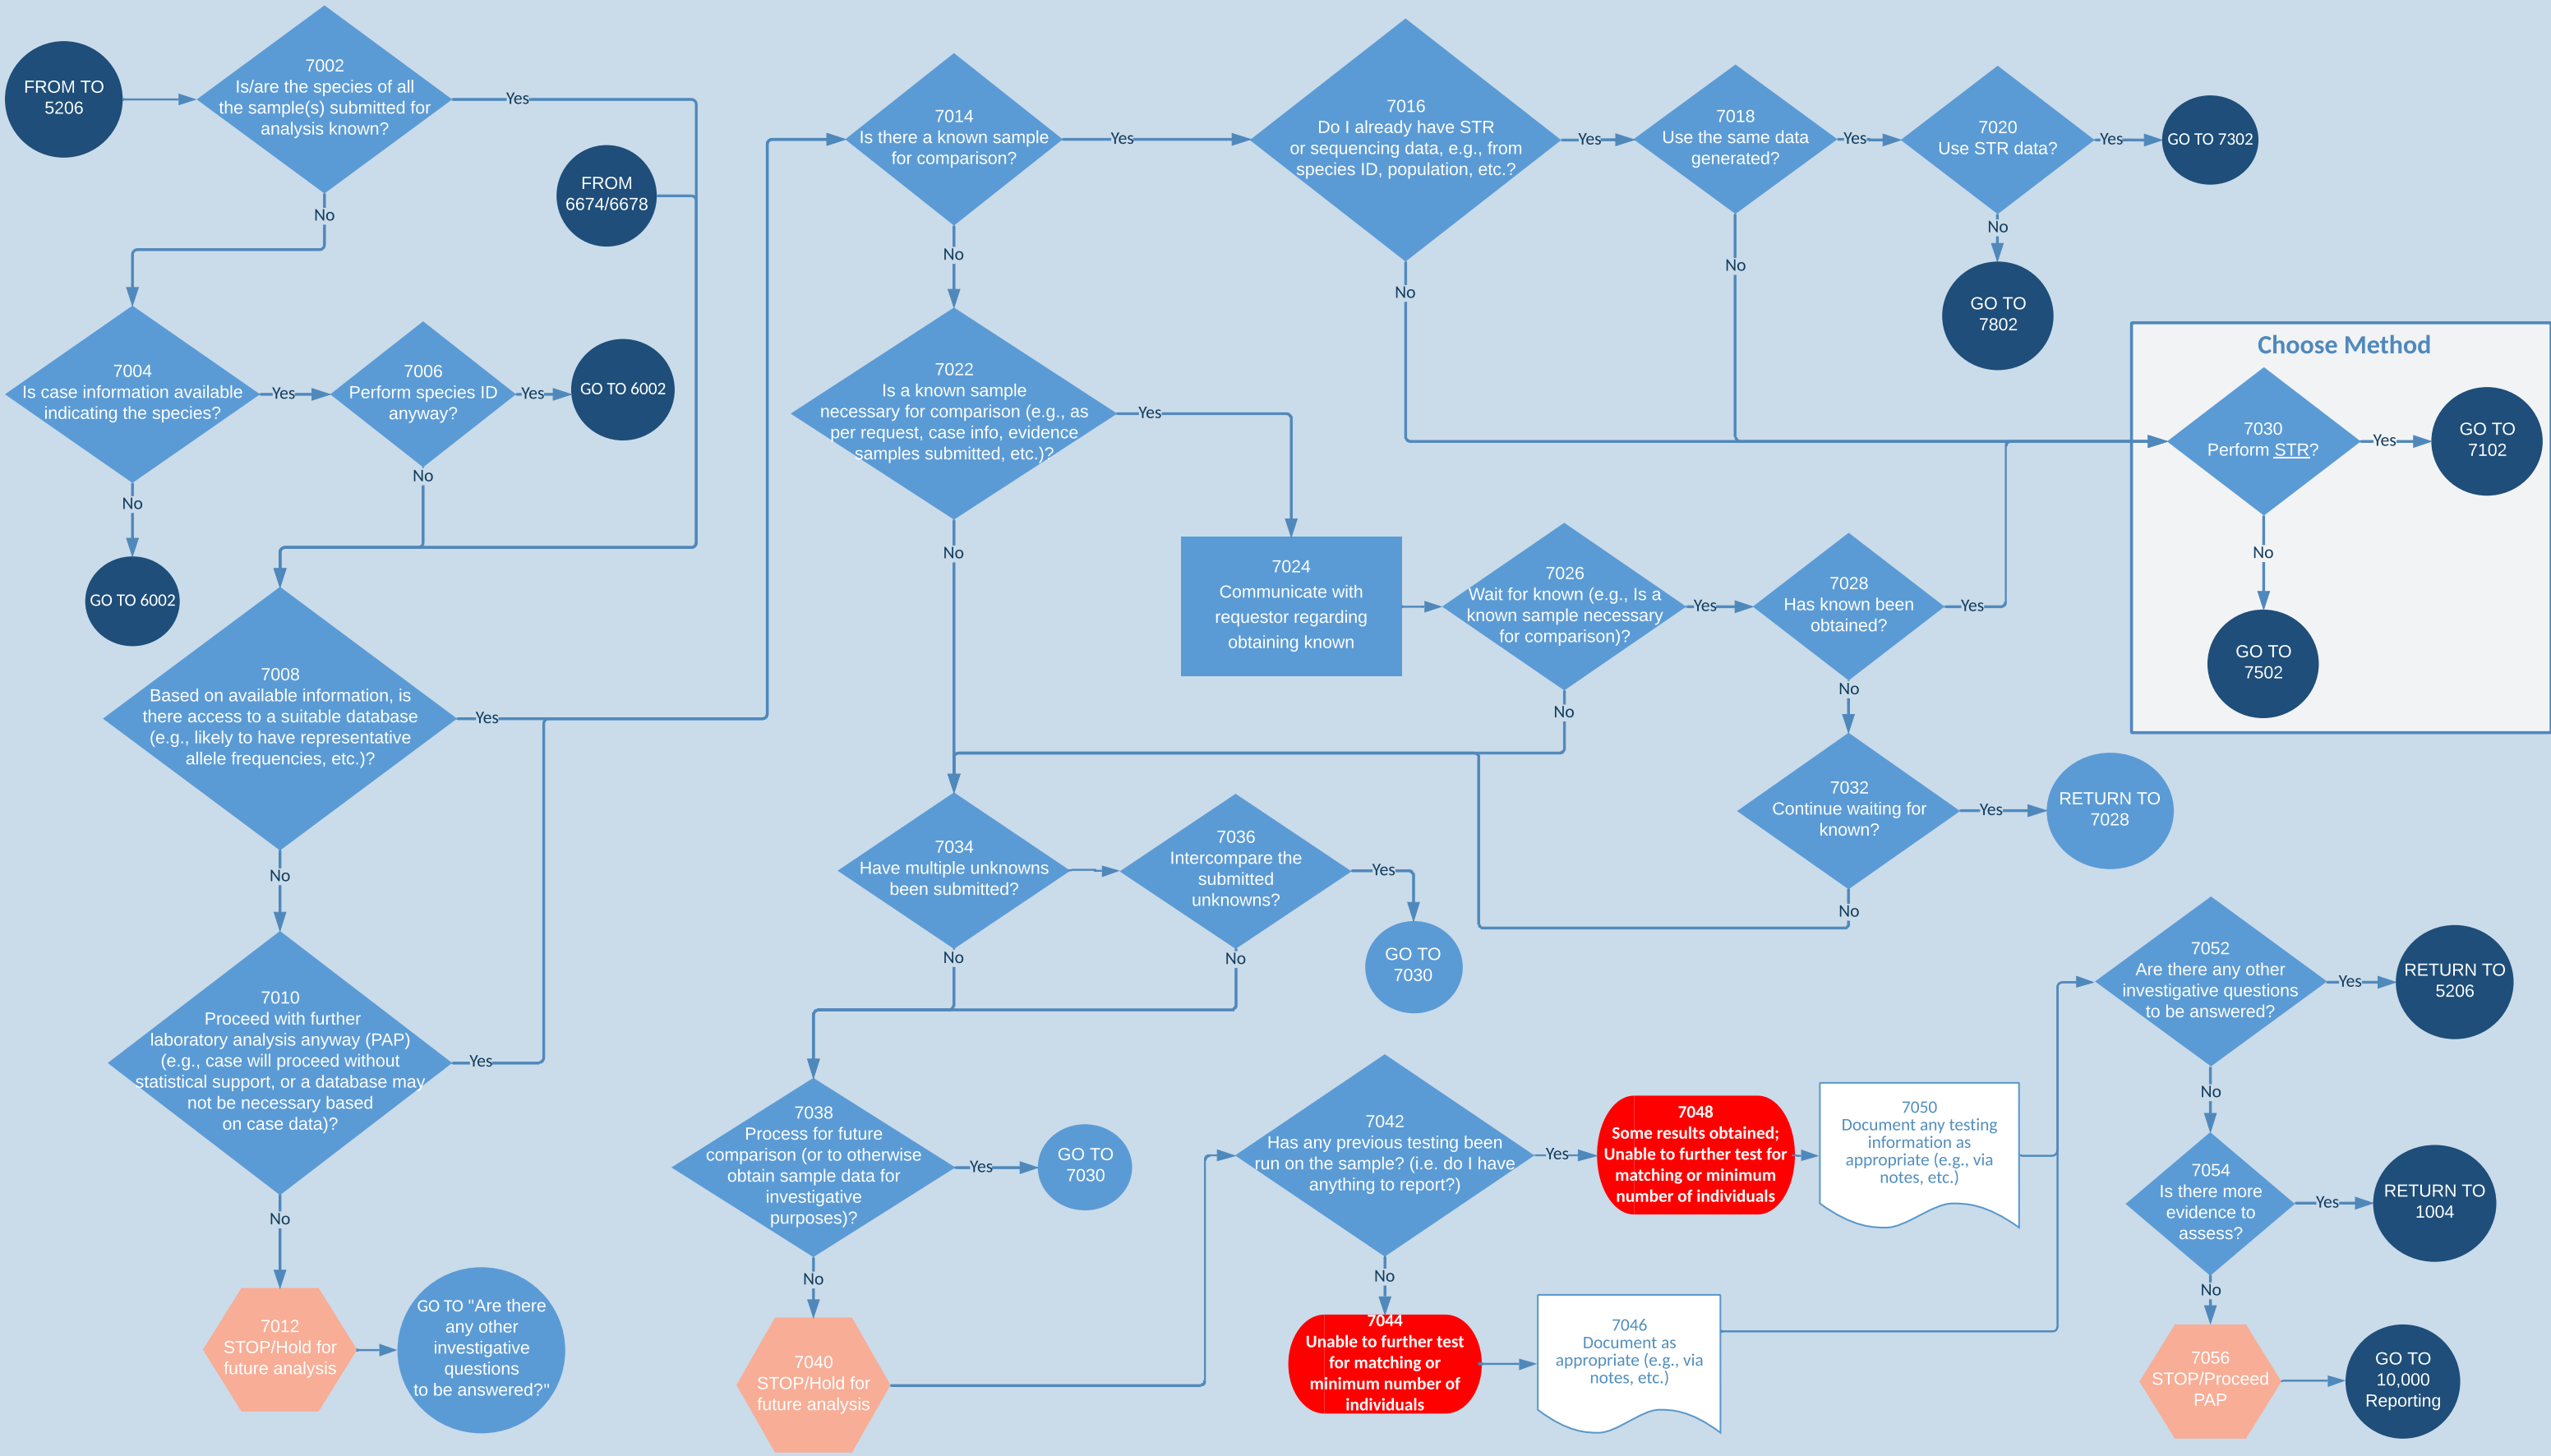 FROM TO
5206
7002
Is/are the species of all
the sample(s) submitted for
analysis known?
Yes
No
FROM
6674/6678
7004
Is case information available
indicating the species?
Yes
No
7006
Perform species ID
anyway?
Yes
No
GO TO 6002
GO TO 6002
7008
Based on available information, is
there access to a suitable database
(e.g., likely to have representative
allele frequencies, etc.)?
Yes
No
7010
Proceed with further
laboratory analysis anyway (PAP)
(e.g., case will proceed without
statistical support, or a database may
not be necessary based
on case data)?
Yes
No
7012
STOP/Hold for
future analysis
GO TO "Are there
any other
investigative
questions
to be answered?"
7014
Is there a known sample
for comparison?
Yes
No
7016
Do I already have STR
or sequencing data, e.g., from
species ID, population, etc.?
Yes
No
7018
Use the same data
generated?
Yes
No
7020
Use STR data?
Yes
No
GO TO 7302
GO TO
7802
7022
Is a known sample
necessary for comparison (e.g., as
per request, case info, evidence
samples submitted, etc.)?
Yes
No
7024
Communicate with
requestor regarding
obtaining known
7026
Wait for known (e.g., Is a
known sample necessary
for comparison)?
Yes
No
7028
Has known been
obtained?
Yes
No
Choose Method
7030
Perform STR?
Yes
No
GO TO
7102
GO TO
7502
7032
Continue waiting for
known?
Yes
No
RETURN TO
7028
7034
Have multiple unknowns
been submitted?
No
7036
Intercompare the
submitted
unknowns?
Yes
No
GO TO
7030
7038
Process for future
comparison (or to otherwise
obtain sample data for
investigative
purposes)?
Yes
No
GO TO
7030
7040
STOP/Hold for
future analysis
7042
Has any previous testing been
run on the sample? (i.e. do I have
anything to report?)
Yes
No
7044
Unable to further test
for matching or
minimum number of
individuals
7046
Document as
appropriate (e.g., via
notes, etc.)
7048
Some results obtained;
Unable to further test for
matching or minimum
number of individuals
7050
Document any testing
information as
appropriate (e.g., via
notes, etc.)
7052
Are there any other
investigative questions
to be answered?
Yes
No
RETURN TO
5206
7054
Is there more
evidence to
assess?
Yes
No
RETURN TO
1004
7056
STOP/Proceed
PAP
GO TO
10,000
Reporting